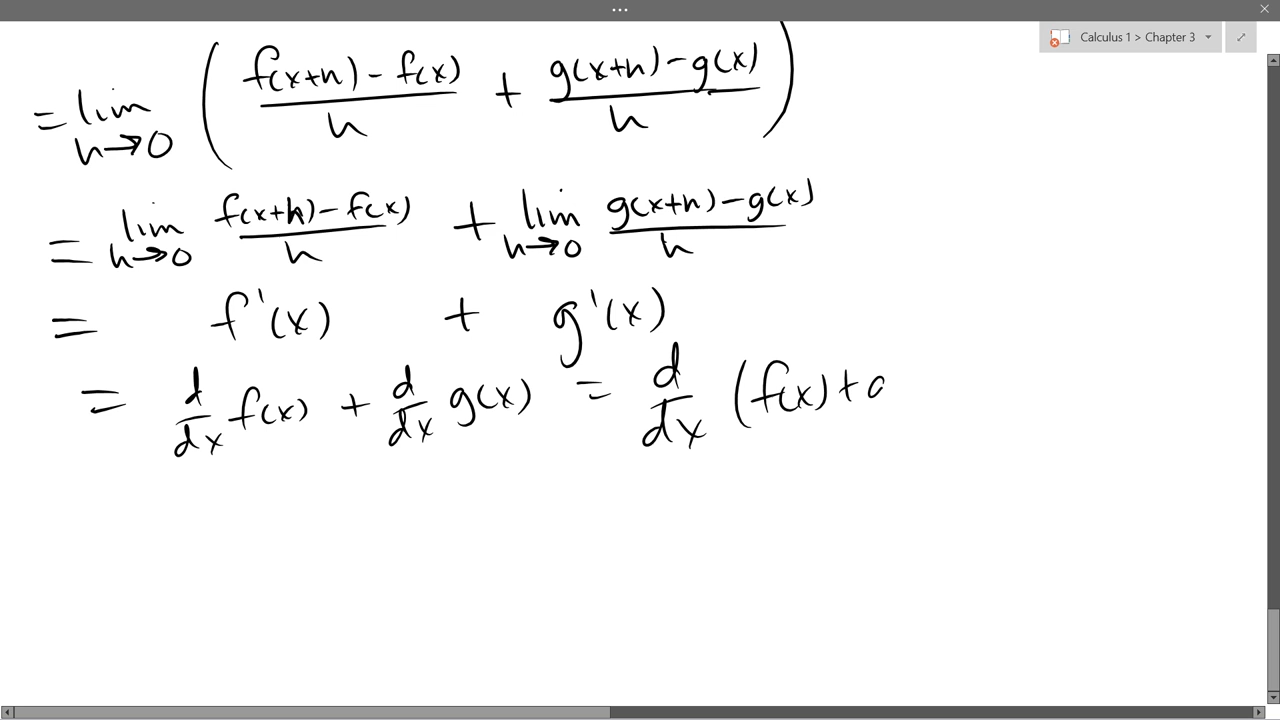 Calculus 1 > Chapter 3
= lim h→0 ( f(x+h) - f(x) / h + g(x+h) - g(x) / h )
= lim h→0 f(x+h) - f(x) / h + lim h→0 g(x+h) - g(x) / h
= f'(x) + g'(x)
= d/dx f(x) + d/dx g(x) = d/dx (f(x) +